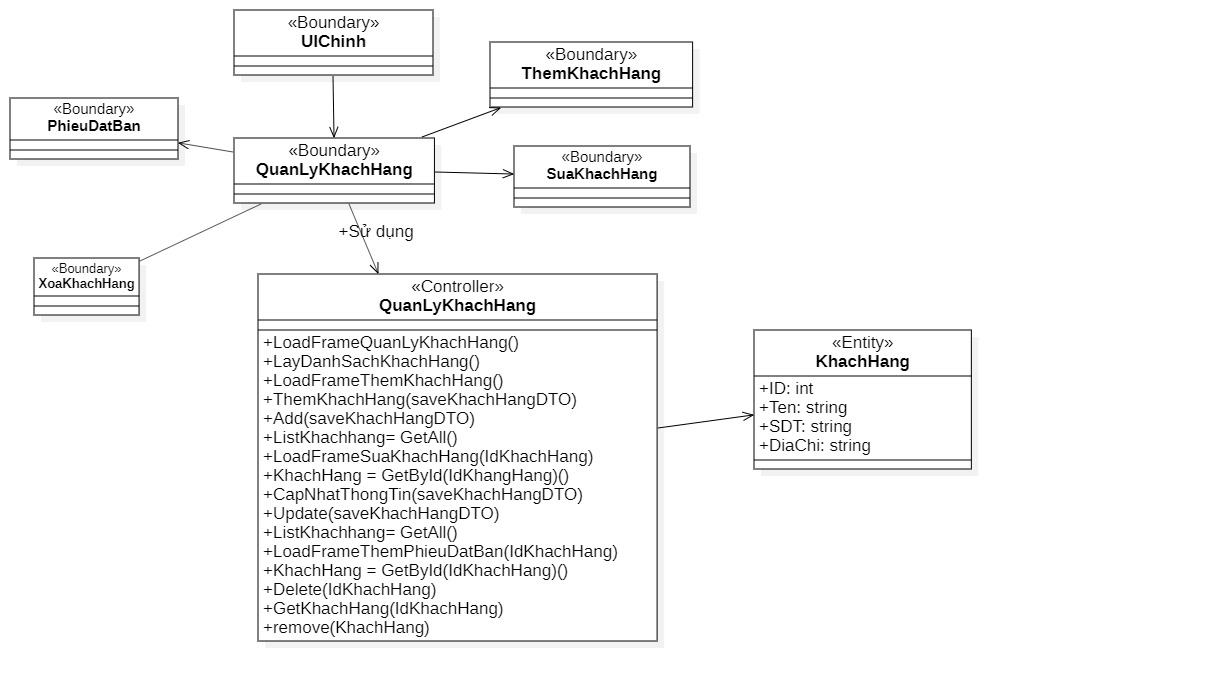 «Boundary»
UIChinh
«Boundary»
ThemKhachHang
«Boundary»
PhieuDatBan
«Boundary»
QuanLyKhachHang
«Boundary»
SuaKhachHang
+Sử dụng
«Boundary»
XoaKhachHang
«Controller»
QuanLyKhachHang
+LoadFrameQuanLyKhachHang()
+LayDanhSachKhachHang()
+LoadFrameThemKhachHang()
+ThemKhachHang(saveKhachHangDTO)
+Add(saveKhachHangDTO)
+ListKhachhang= GetAll()
+LoadFrameSuaKhachHang(IdKhachHang)
+KhachHang = GetById(IdKhangHang)()
+CapNhatThongTin(saveKhachHangDTO)
+Update(saveKhachHangDTO)
+ListKhachhang= GetAll()
+LoadFrameThemPhieuDatBan(IdKhachHang)
+KhachHang = GetById(IdKhachHang)()
+Delete(IdKhachHang)
+GetKhachHang(IdKhachHang)
+remove(KhachHang)
«Entity»
KhachHang
+ID: int
+Ten: string
+SDT: string
+DiaChi: string